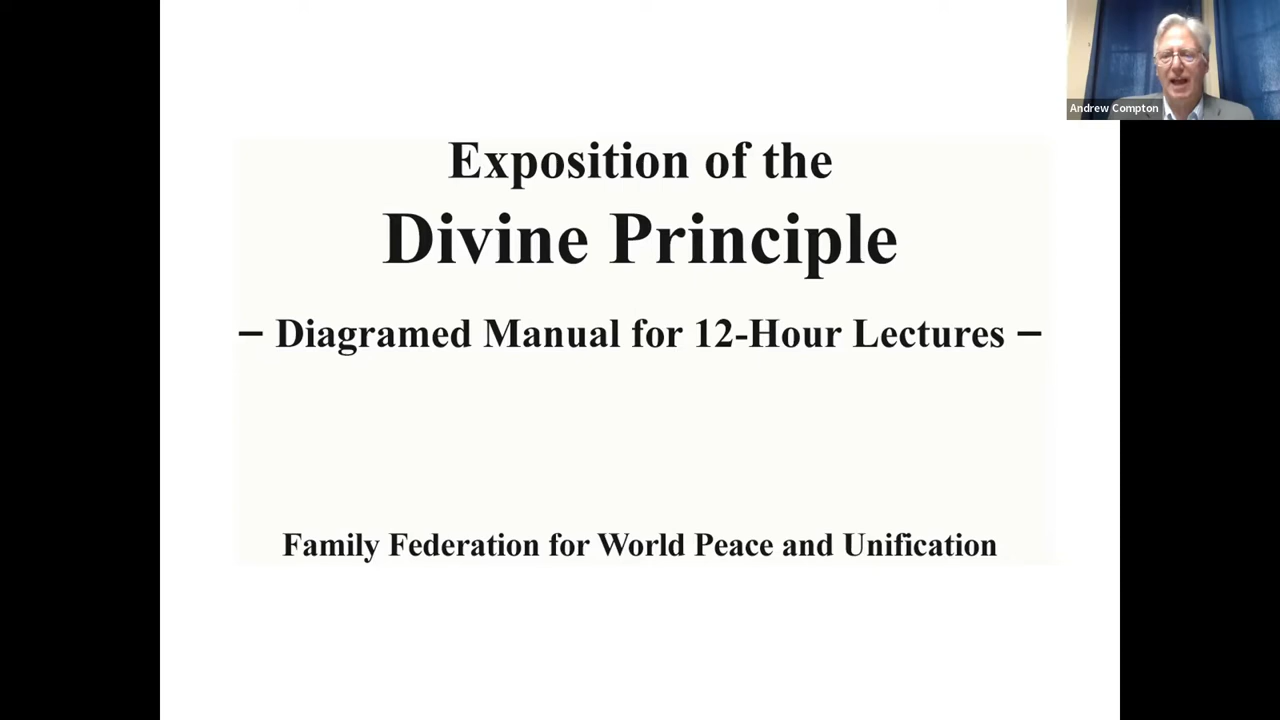 Andrew Compton
Exposition of the
Divine Principle
– Diagramed Manual for 12-Hour Lectures –
Family Federation for World Peace and Unification